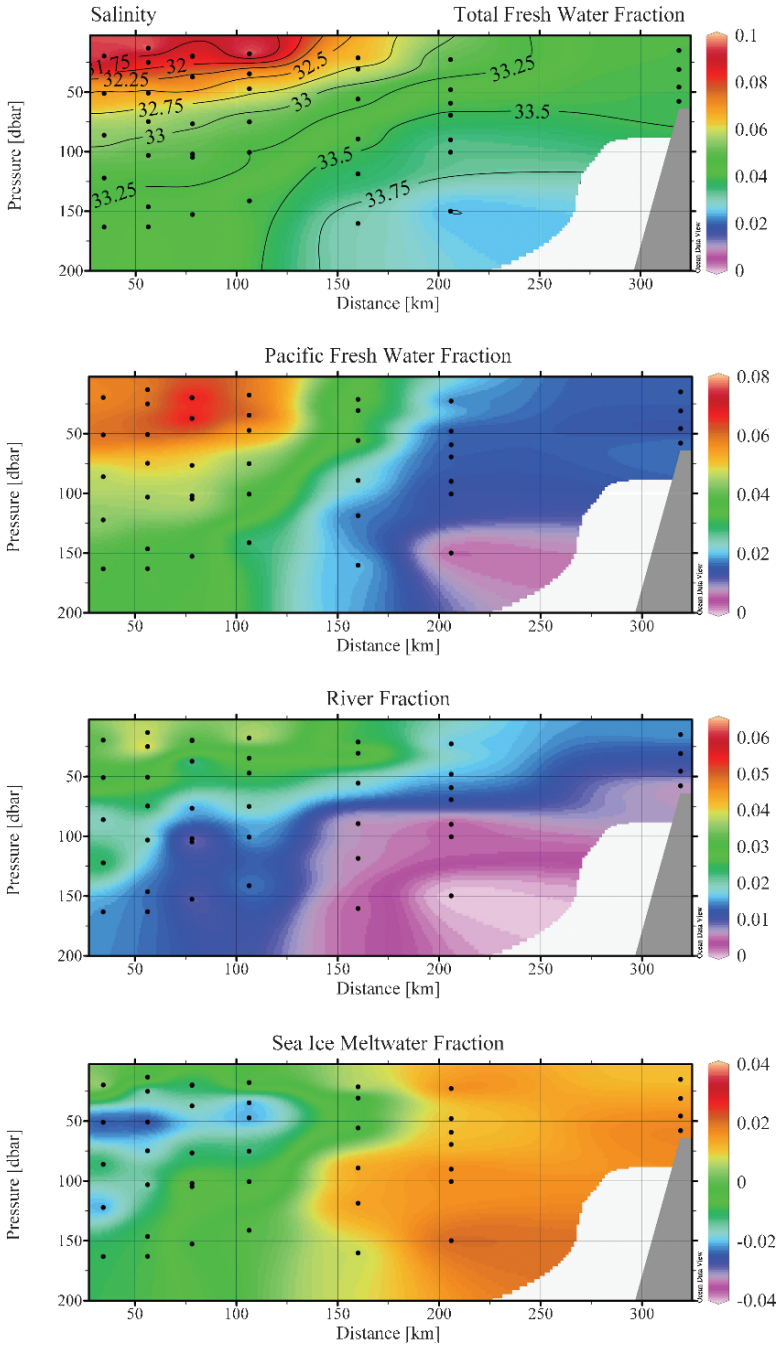 Salinity Total Fresh Water Fraction
0.1
31.75 32 32.5 33.25
32.25
0.08
50 32.75 33
0.06
33 33.5
100
33.5
0.04
33.25 33.75
150
0.02
200 0
Pressure [dbar]
50 100 150 200 250 300
Distance [km]
Ocean Data View
Pacific Fresh Water Fraction
0.08
50
0.06
100
0.04
150
0.02
200 0
Pressure [dbar]
50 100 150 200 250 300
Distance [km]
Ocean Data View
River Fraction
0.06
0.05
50
0.04
100
0.03
0.02
150
0.01
200 0
Pressure [dbar]
50 100 150 200 250 300
Distance [km]
Ocean Data View
Sea Ice Meltwater Fraction
0.04
50
0.02
100
0
150
-0.02
200 -0.04
Pressure [dbar]
50 100 150 200 250 300
Distance [km]
Ocean Data View